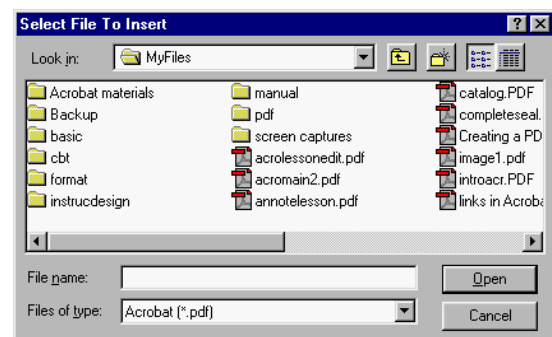 Select File To Insert
Look in: MyFiles
Acrobat materials
Backup
basic
cbt
format
instrucdesign
manual
pdf
screen captures
acrolessonedit.pdf
acromain2.pdf
annotelesson.pdf
catalog.PDF
completeseal.
Creating a PD
image1.pdf
introacr.PDF
links in Acroba
File name:
Open
Files of type: Acrobat (*.pdf)
Cancel